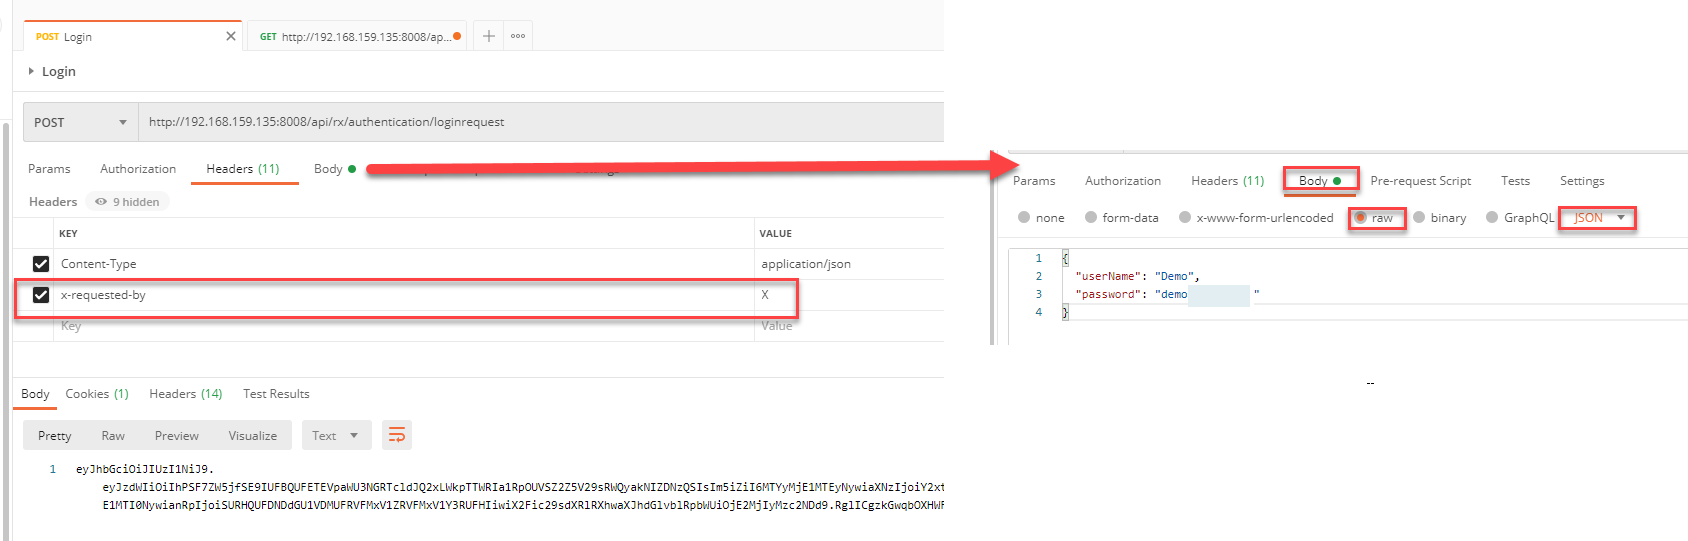 POST Login
GET http://192.168.159.135:8008/ap...
Login
POST
http://192.168.159.135:8008/api/rx/authentication/loginrequest
Params Authorization Headers (11) Body
Headers 9 hidden
KEY VALUE
Content-Type application/json
x-requested-by X
Key Value
Body Cookies (1) Headers (14) Test Results
Pretty Raw Preview Visualize Text
1 eyJhbGciOiJIUzI1NiJ9.
Params Authorization Headers (11) Body Pre-request Script Tests Settings
none form-data x-www-form-urlencoded raw binary GraphQL JSON
1 {
2 "userName": "Demo",
3 "password": "demo "
4 }
--